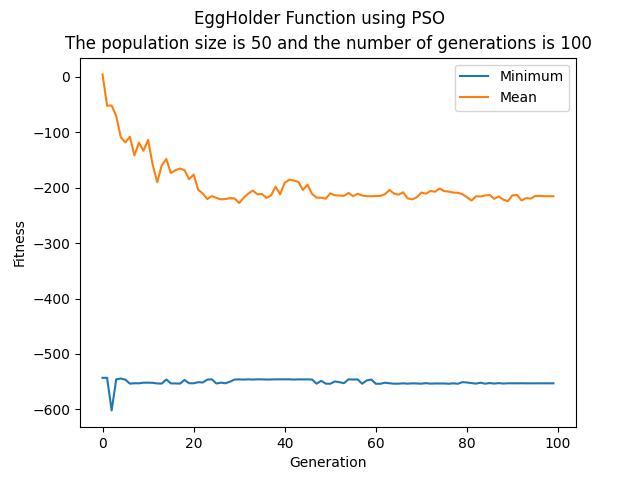 EggHolder Function using PSO
The population size is 50 and the number of generations is 100
Minimum
Mean
0
−100
−200
−300
−400
−500
−600
Fitness
0 20 40 60 80 100
Generation